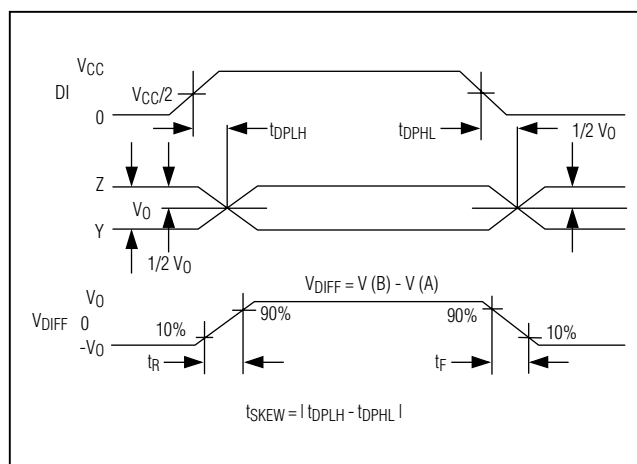 VCC
DI
VCC/2
0
tDPLH
tDPHL
1/2 VO
Z
VO
Y
1/2 VO
VDIFF = V (B) - V (A)
VO
VDIFF 0
-VO
10%
90%
90%
10%
tR
tF
tSKEW = | tDPLH - tDPHL |